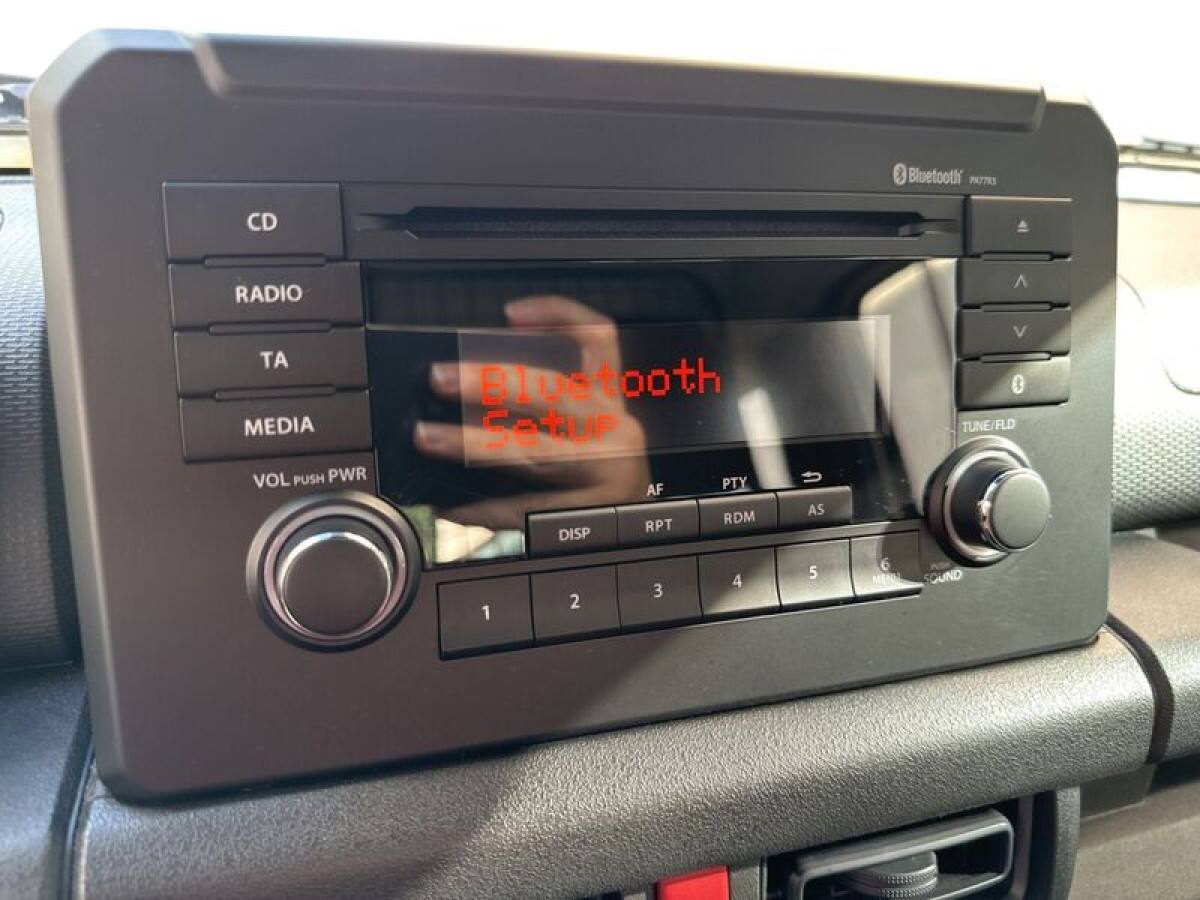 Bluetooth
CD
RADIO
TA
MEDIA
VOL PUSH PWR
Bluetooth
Setup
TUNE/FLD
AF PTY
DISP RPT RDM AS
1 2 3 4 5 6
MENU
PUSH
SOUND